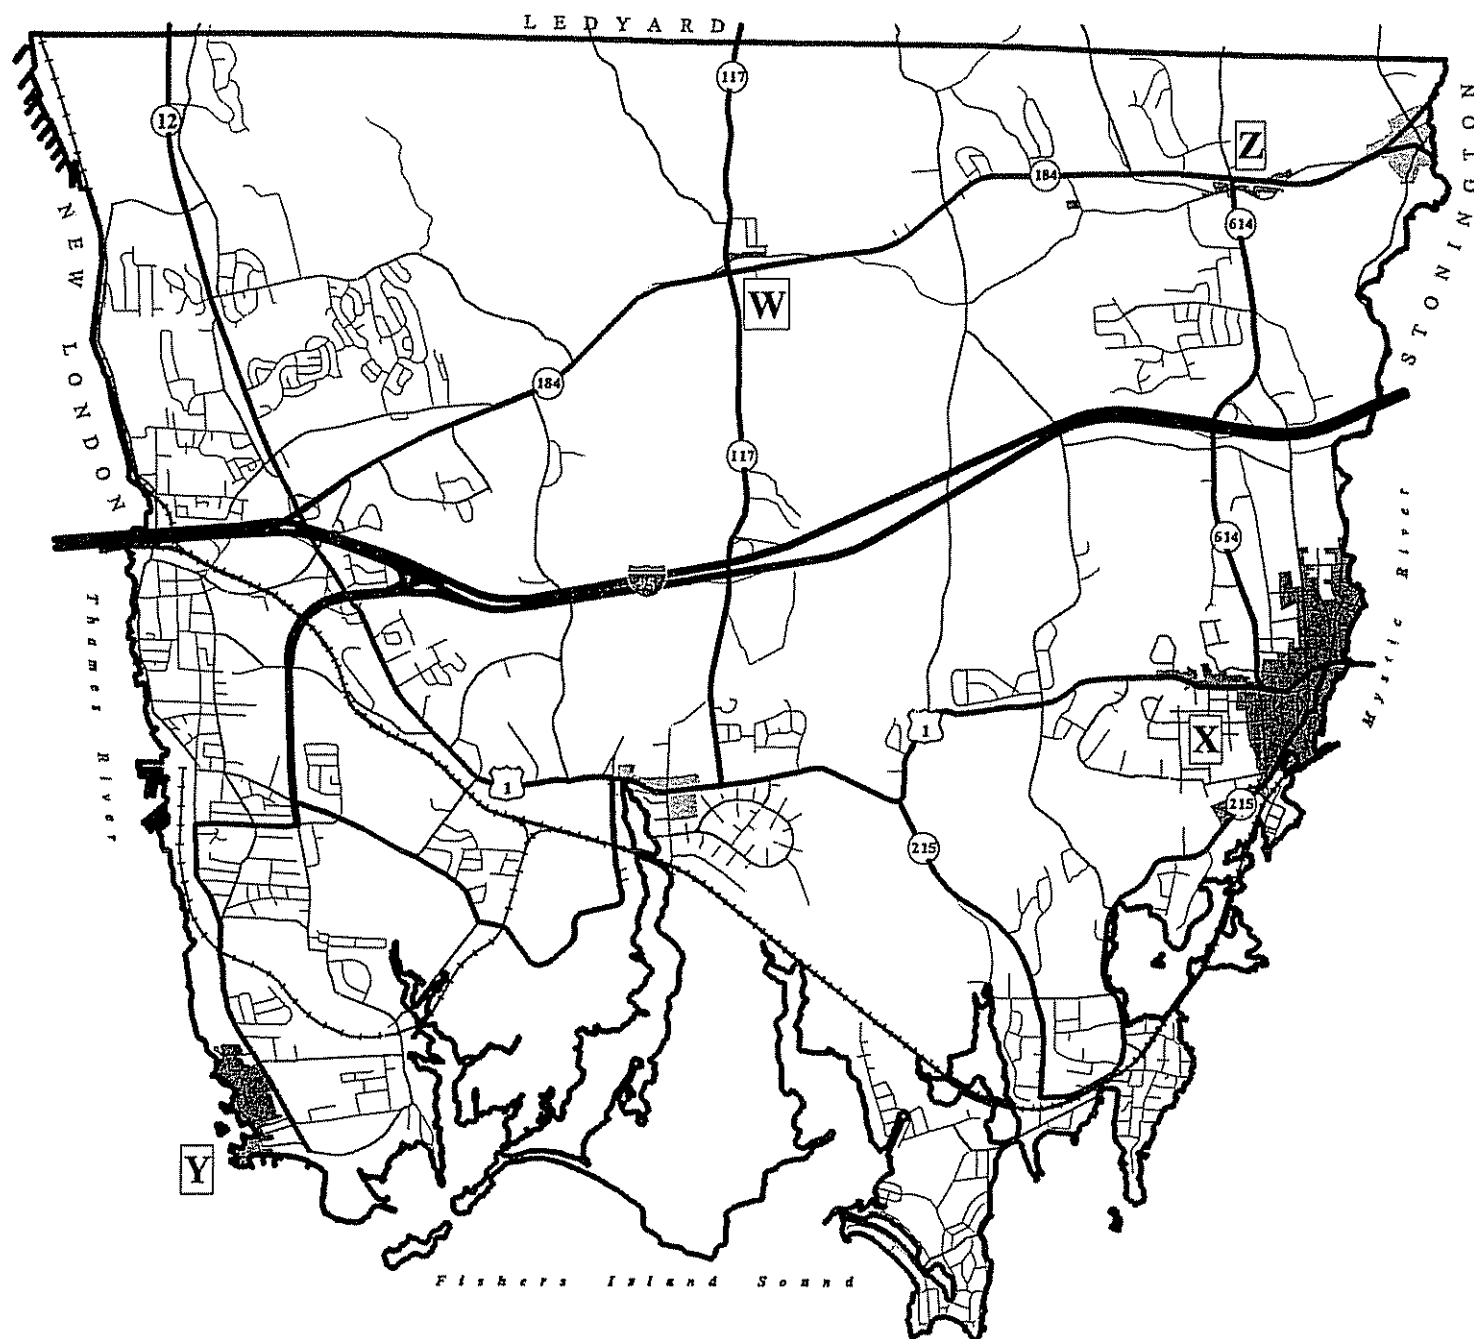 LEDYARD
117
12
Z
184
STONINGTON
614
NEW LONDON
W
184
117
614
95
Thames River
Mystic River
1
X
1
215
215
Y
Fishers Island Sound